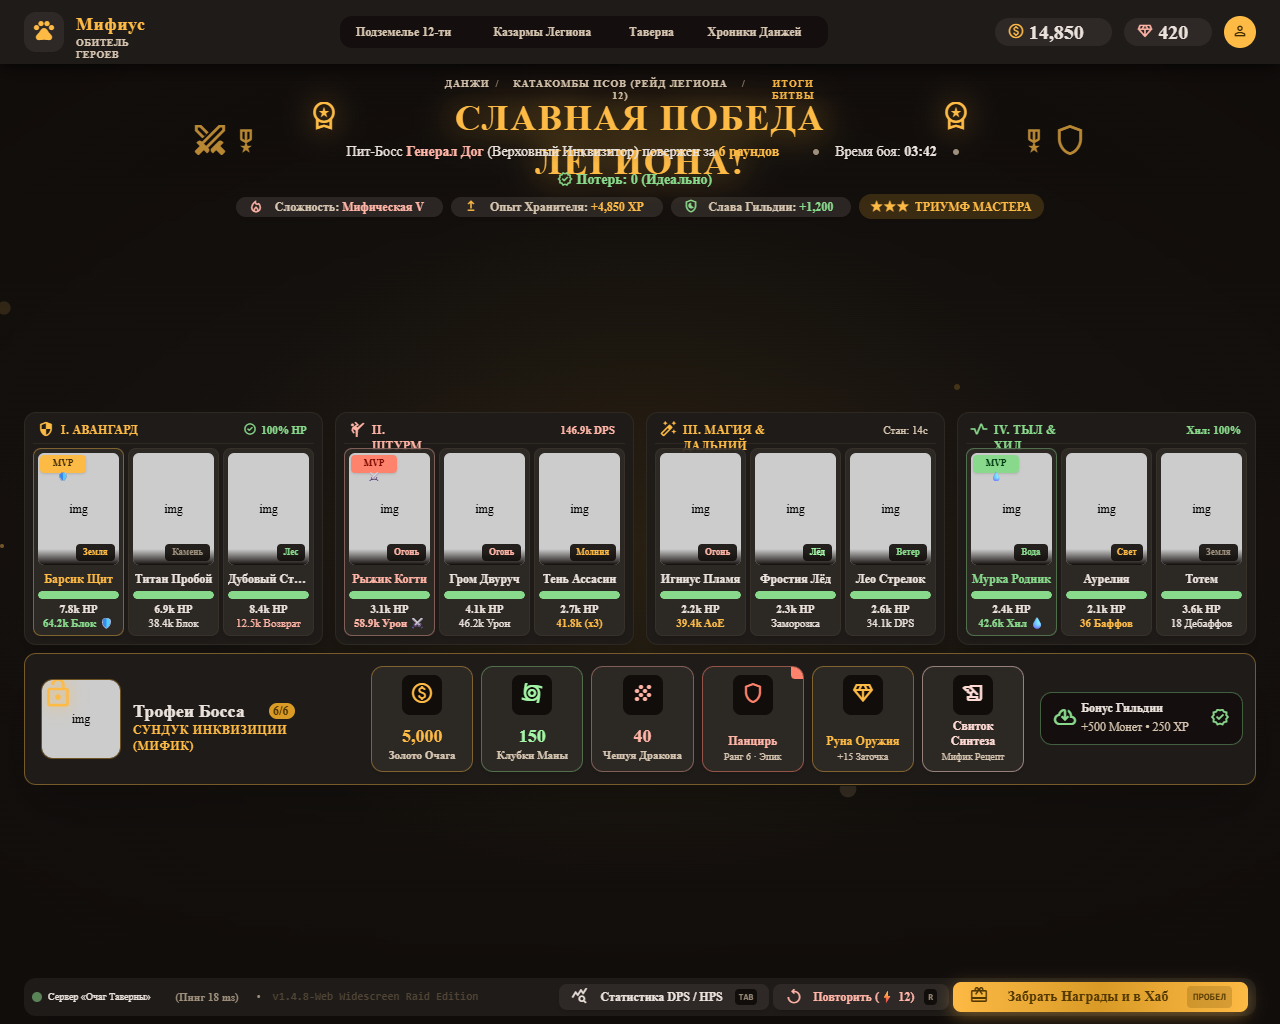 Мифиус
ОБИТЕЛЬ ГЕРОЕВ
Подземелье 12-ти
Казармы Легиона
Таверна
Хроники Данжей
14,850
420
ДАНЖИ / КАТАКОМБЫ ПСОВ (РЕЙД ЛЕГИОНА 12) / ИТОГИ БИТВЫ
СЛАВНАЯ ПОБЕДА
ЛЕГИОНА!
Пит-Босс Генерал Дог (Верховный Инквизитор) повержен за 6 раундов • Время боя: 03:42 •
Потерь: 0 (Идеально)
Сложность: Мифическая V
Опыт Хранителя: +4,850 XP
Слава Гильдии: +1,200
★★★ ТРИУМФ МАСТЕРА
I. АВАНГАРД
100% HP
MVP
img
Земля
Барсик Щит
7.8k HP
64.2k Блок
img
Камень
Титан Пробой
6.9k HP
38.4k Блок
img
Лес
Дубовый Ст...
8.4k HP
12.5k Возврат
II. ШТУРМ
146.9k DPS
MVP
img
Огонь
Рыжик Когти
3.1k HP
58.9k Урон
img
Огонь
Гром Двуруч
4.1k HP
46.2k Урон
img
Молния
Тень Ассасин
2.7k HP
41.8k (x3)
III. МАГИЯ & ДАЛЬНИЙ
Стан: 14с
img
Огонь
Игниус Пламя
2.2k HP
39.4k AoE
img
Лёд
Фростия Лёд
2.3k HP
Заморозка
img
Ветер
Лео Стрелок
2.6k HP
34.1k DPS
IV. ТЫЛ & ХИЛ
Хил: 100%
MVP
img
Вода
Мурка Родник
2.4k HP
42.6k Хил
img
Свет
Аурелия
2.1k HP
36 Баффов
img
Земля
Тотем
3.6k HP
18 Дебаффов
img
Трофеи Босса
6/6
СУНДУК ИНКВИЗИЦИИ (МИФИК)
5,000
Золото Очага
150
Клубки Маны
40
Чешуя Дракона
Панцирь
Ранг 6 · Эпик
Руна Оружия
+15 Заточка
Свиток Синтеза
Мифик Рецепт
Бонус Гильдии
+500 Монет • 250 XP
Сервер «Очаг Таверны»
(Пинг 18 ms)
•
v1.4.8-Web Widescreen Raid Edition
Статистика DPS / HPS
TAB
Повторить ( 12)
R
Забрать Награды и в Хаб
ПРОБЕЛ